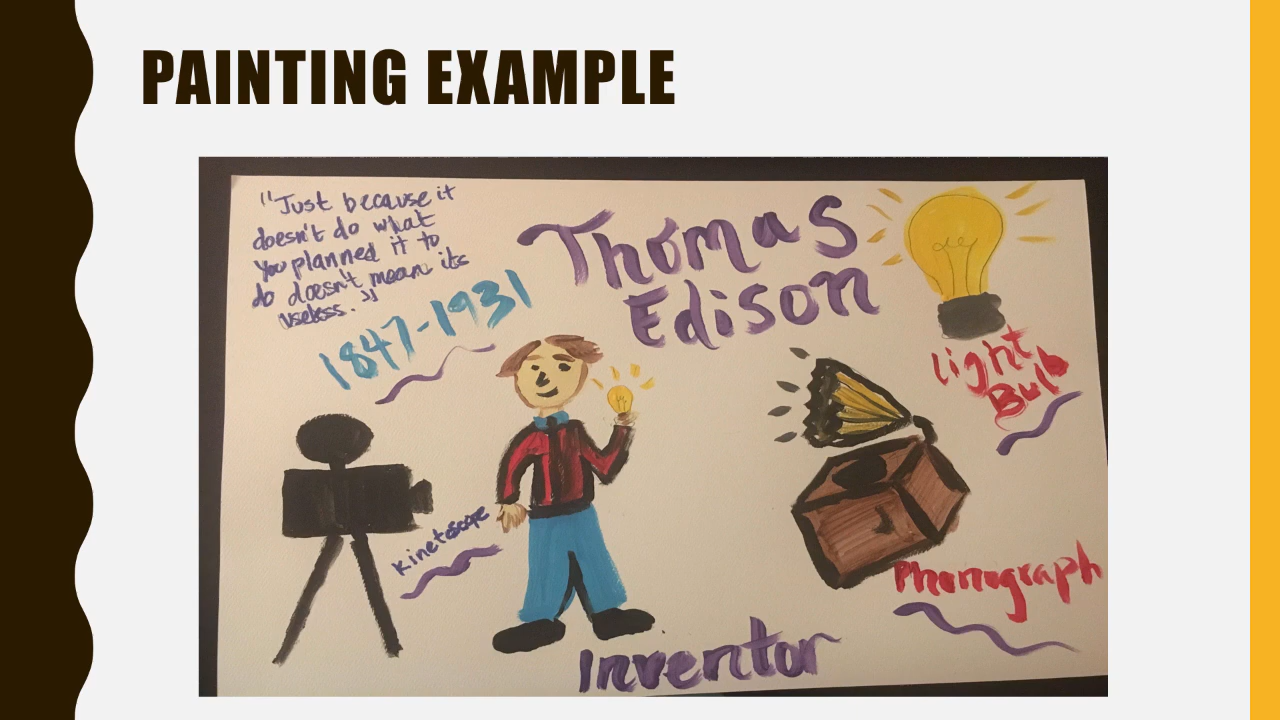 PAINTING EXAMPLE
"Just because it
doesn't do what
you planned it to
do doesn't mean its
useless."
1847-1931
Thomas
Edison
Light
Bulb
Kinetoscope
Phonograph
Inventor